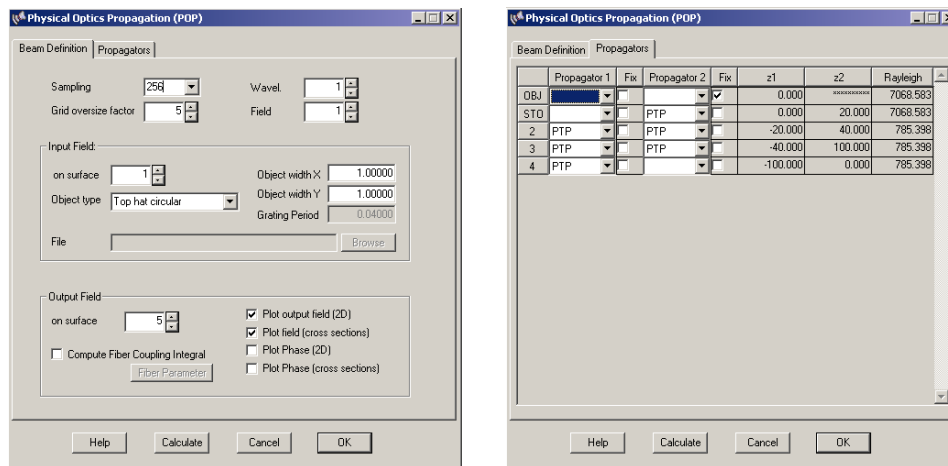 Physical Optics Propagation (POP)
Beam Definition Propagators
Sampling 256 Wavel. 1
Grid oversize factor 5 Field 1
Input Field:
on surface 1 Object width X 1.00000
Object type Top hat circular Object width Y 1.00000
Grating Period 0.04000
File Browse
Output Field
on surface 5 Plot output field (2D)
Plot field (cross sections)
Compute Fiber Coupling Integral Plot Phase (2D)
Fiber Parameter Plot Phase (cross sections)
Help Calculate Cancel OK
Physical Optics Propagation (POP)
Beam Definition Propagators
Propagator 1 Fix Propagator 2 Fix z1 z2 Rayleigh
OBJ 0.000 ********** 7068.583
STO PTP 0.000 20.000 7068.583
2 PTP PTP -20.000 40.000 785.398
3 PTP PTP -40.000 100.000 785.398
4 PTP -100.000 0.000 785.398
Help Calculate Cancel OK